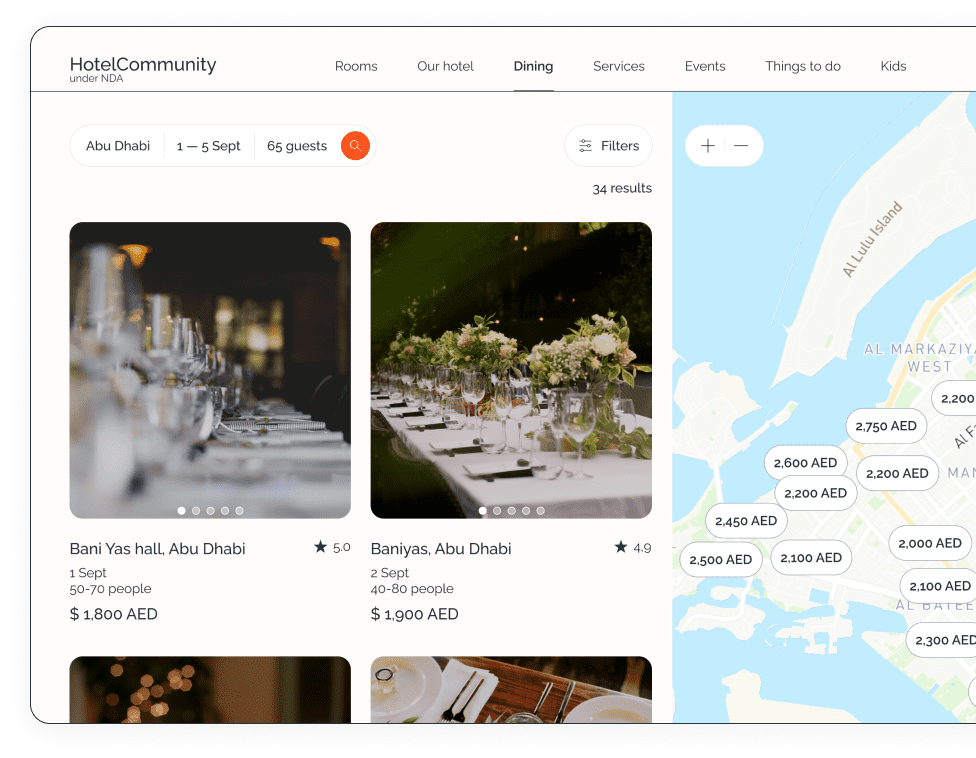 HotelCommunity
under NDA
Rooms
Our hotel
Dining
Services
Events
Things to do
Kids
Abu Dhabi
1 — 5 Sept
65 guests
Filters
34 results
Bani Yas hall, Abu Dhabi
★ 5.0
1 Sept
50-70 people
$ 1,800 AED
Baniyas, Abu Dhabi
★ 4.9
2 Sept
40-80 people
$ 1,900 AED
+ —
Al Lulu Island
AL MARKAZIYA
WEST
2,200
2,750 AED
Al Fa
2,600 AED
2,200 AED
MAN
2,200 AED
2,450 AED
2,000 AED
2,500 AED
2,100 AED
2,100 AED
AL BATEE
2,300 AED